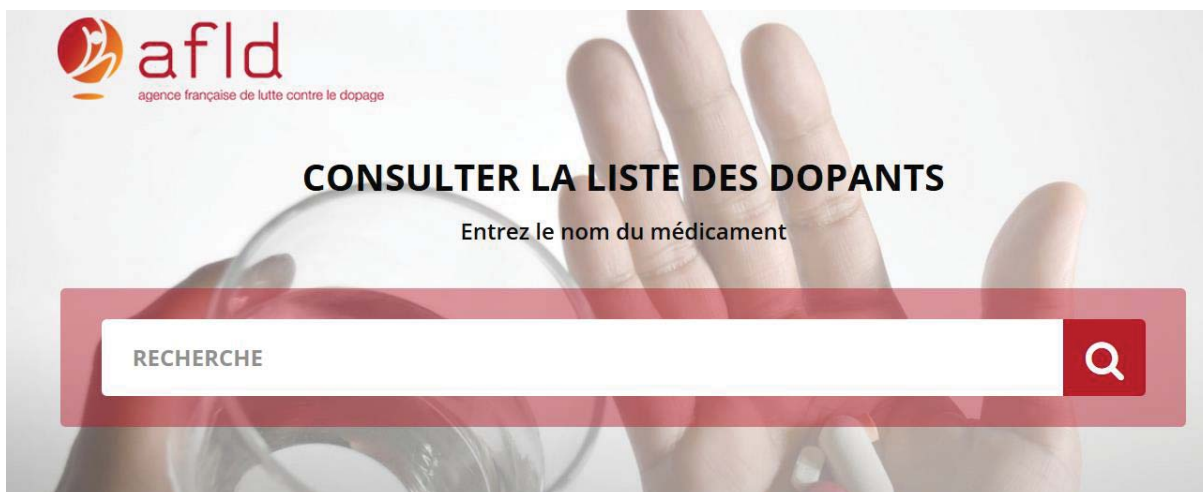 afld
agence française de lutte contre le dopage
CONSULTER LA LISTE DES DOPANTS
Entrez le nom du médicament
RECHERCHE